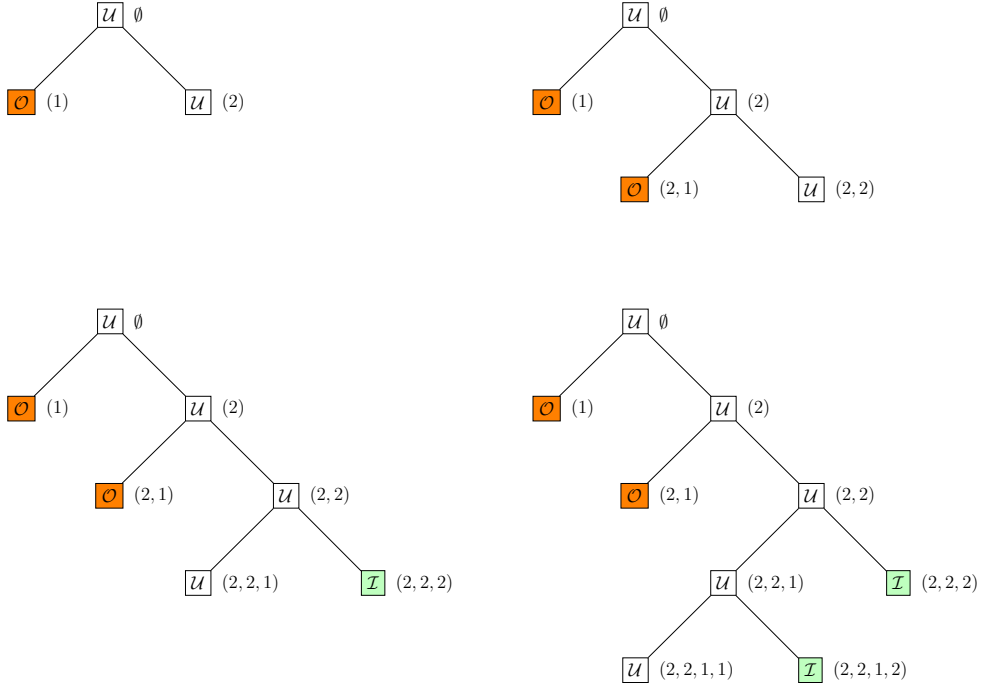 𝒰 ∅
𝒪 (1) 𝒰 (2)
𝒰 ∅
𝒪 (1) 𝒰 (2)
𝒪 (2, 1) 𝒰 (2, 2)
𝒰 ∅
𝒪 (1) 𝒰 (2)
𝒪 (2, 1) 𝒰 (2, 2)
𝒰 (2, 2, 1) ℐ (2, 2, 2)
𝒰 ∅
𝒪 (1) 𝒰 (2)
𝒪 (2, 1) 𝒰 (2, 2)
𝒰 (2, 2, 1) ℐ (2, 2, 2)
𝒰 (2, 2, 1, 1) ℐ (2, 2, 1, 2)